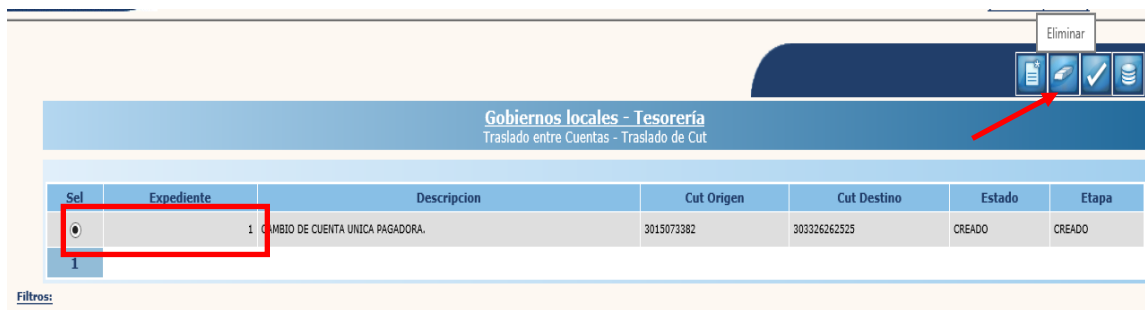 Eliminar
Gobiernos locales - Tesorería
Traslado entre Cuentas - Traslado de Cut
Sel Expediente Descripcion Cut Origen Cut Destino Estado Etapa
1 CAMBIO DE CUENTA UNICA PAGADORA. 3015073382 303326262525 CREADO CREADO
1
Filtros: